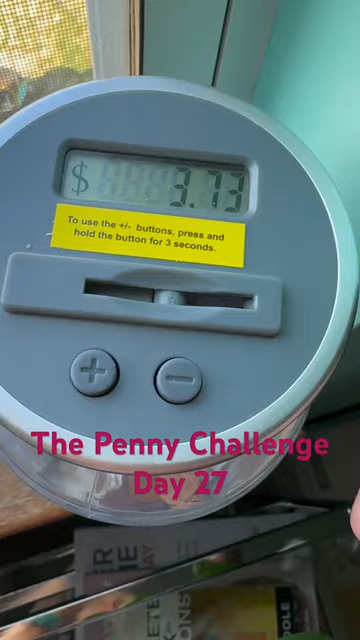 $ 3.73
To use the +/- buttons, press and
hold the button for 3 seconds.
+ -
The Penny Challenge
Day 27